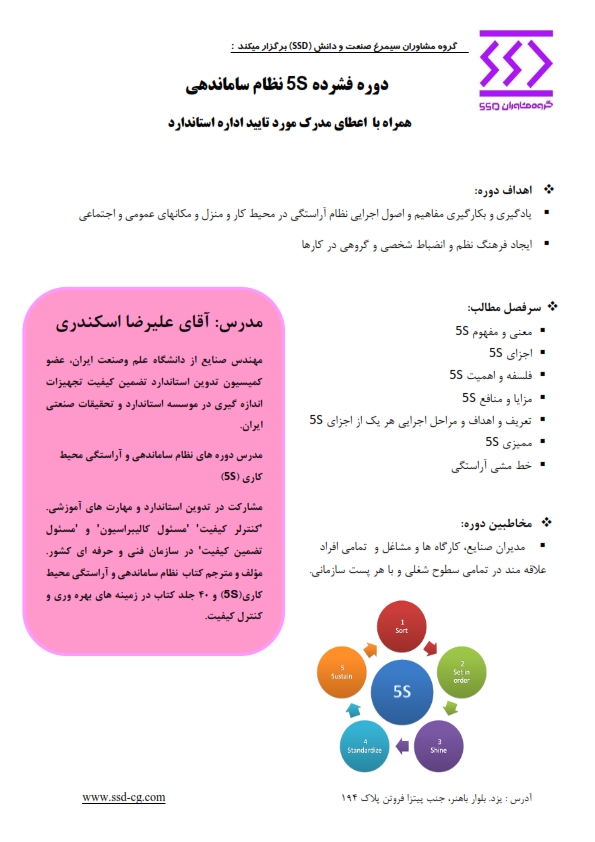 گروه مشاوران سیمرغ صنعت و دانش (SSD) برگزار میکند :
گروه مشاوران SSD
دوره فشرده 5S نظام ساماندهی
همراه با اعطای مدرک مورد تایید اداره استاندارد
اهداف دوره:
یادگیری و بکارگیری مفاهیم و اصول اجرایی نظام آراستگی در محیط کار و منزل و مکانهای عمومی و اجتماعی
ایجاد فرهنگ نظم و انضباط شخصی و گروهی در کارها
سرفصل مطالب:
معنی و مفهوم 5S
اجزای 5S
فلسفه و اهمیت 5S
مزایا و منافع 5S
تعریف و اهداف و مراحل اجرایی هر یک از اجزای 5S
ممیزی 5S
خط مشی آراستگی
مخاطبین دوره:
مدیران صنایع، کارگاه ها و مشاغل و تمامی افراد
علاقه مند در تمامی سطوح شغلی و با هر پست سازمانی.
مدرس: آقای علیرضا اسکندری
مهندس صنایع از دانشگاه علم وصنعت ایران، عضو
کمیسیون تدوین استاندارد تضمین کیفیت تجهیزات
اندازه گیری در موسسه استاندارد و تحقیقات صنعتی
ایران.
مدرس دوره های نظام ساماندهی و آراستگی محیط
کاری (5S)
مشارکت در تدوین استاندارد و مهارت های آموزشی.
'کنترلر کیفیت' 'مسئول کالیبراسیون' و 'مسئول
تضمین کیفیت' در سازمان فنی و حرفه ای کشور.
مؤلف و مترجم کتاب نظام ساماندهی و آراستگی محیط
کاری(5S) و ۴۰ جلد کتاب در زمینه های بهره وری و
کنترل کیفیت.
1
Sort
2
Set in
order
3
Shine
4
Standardize
5
Sustain
5S
آدرس : یزد. بلوار باهنر، جنب پیتزا فروتن پلاک ۱۹۴
www.ssd-cg.com